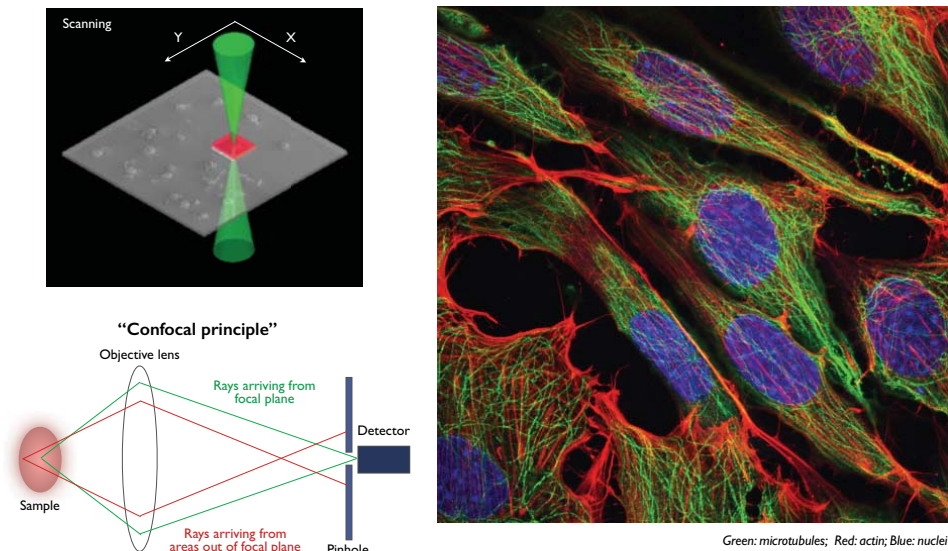 Scanning
Y
X
“Confocal principle”
Objective lens
Rays arriving from
focal plane
Detector
Sample
Rays arriving from
areas out of focal plane
Pinhole
Green: microtubules; Red: actin; Blue: nuclei